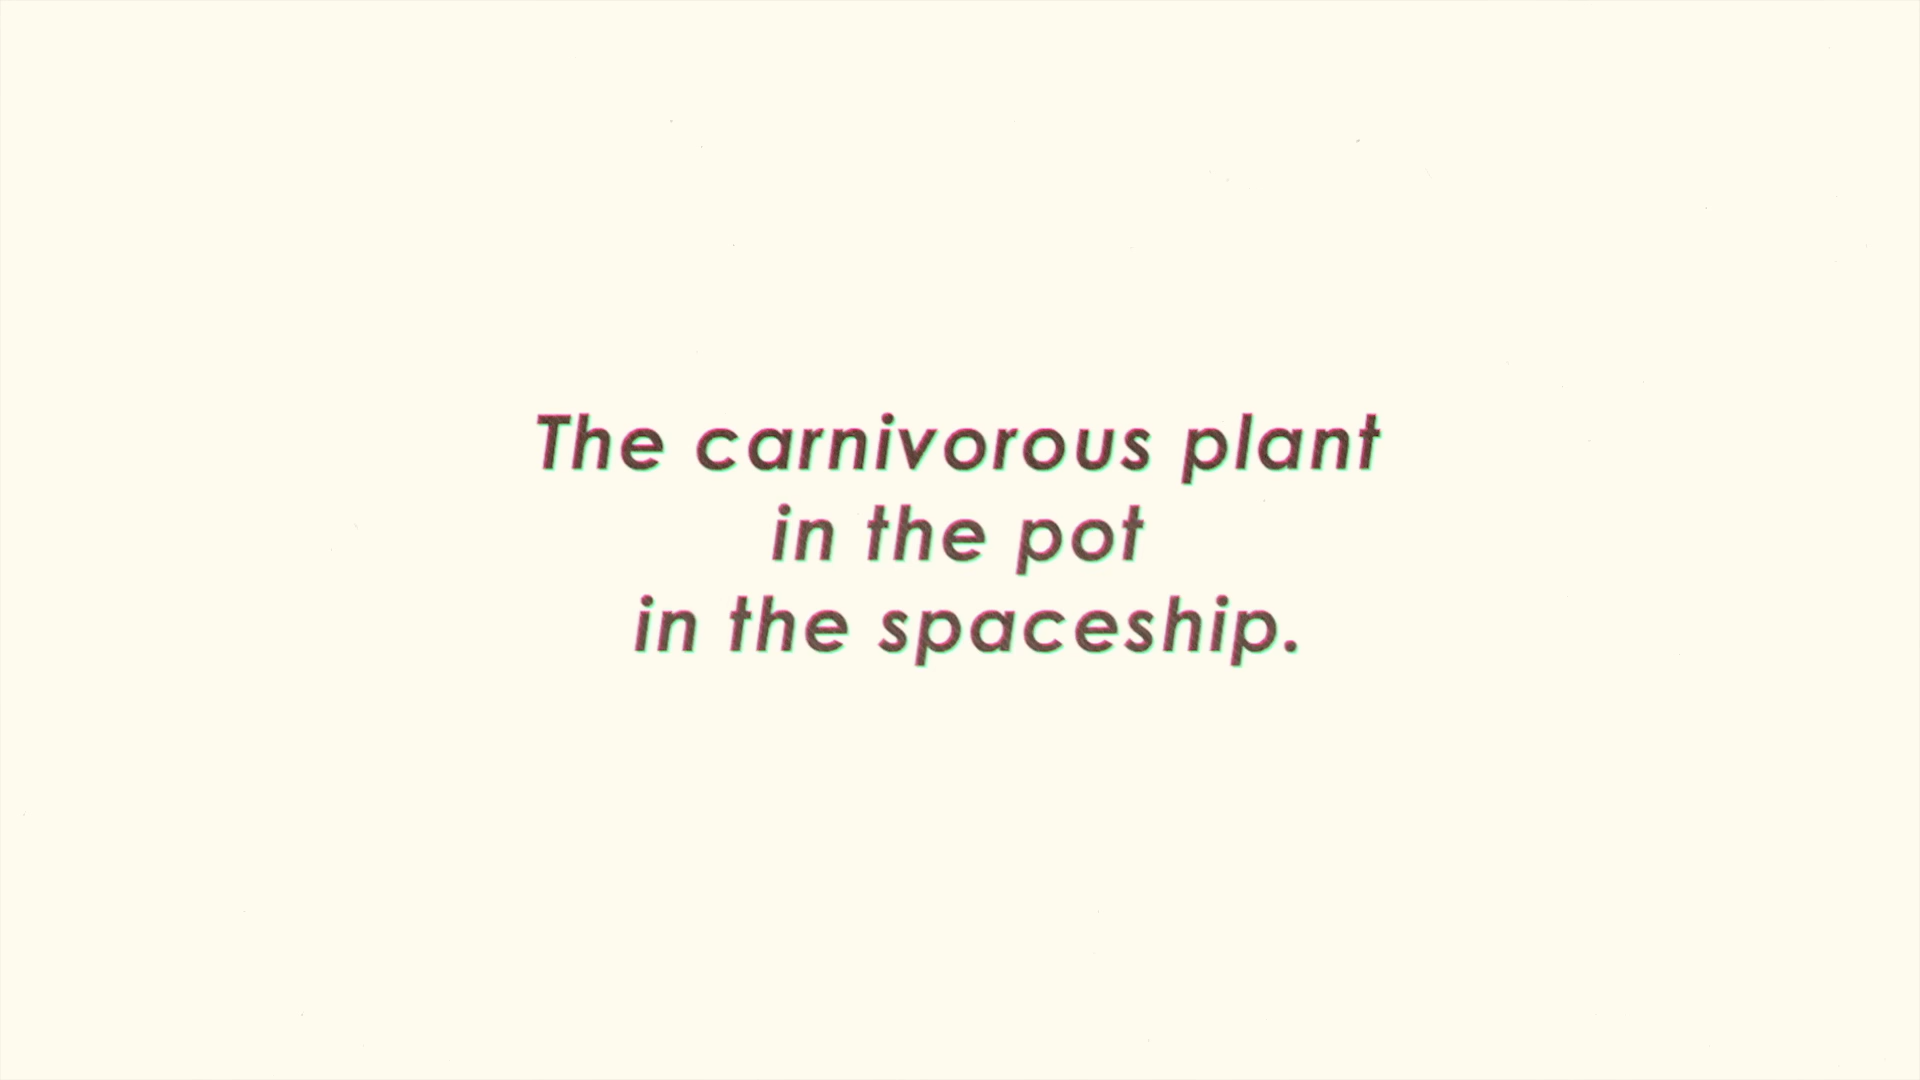 The carnivorous plant
in the pot
in the spaceship.